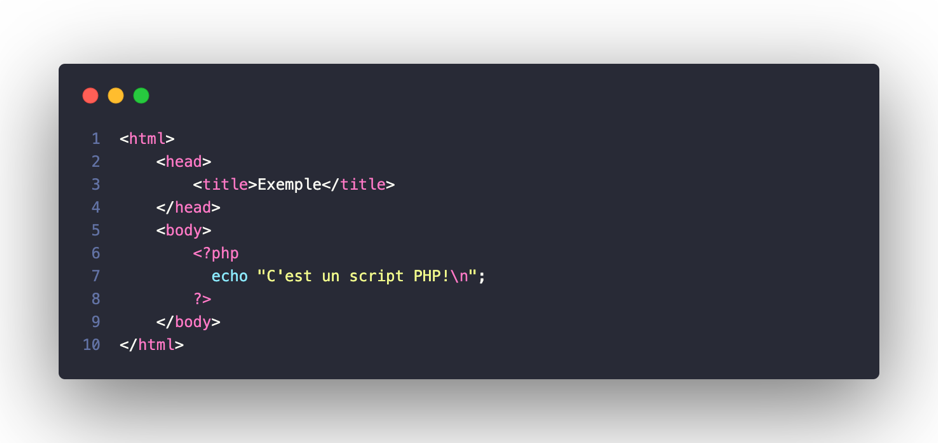 1 <html>
2     <head>
3         <title>Exemple</title>
4     </head>
5     <body>
6         <?php
7           echo "C'est un script PHP!\n";
8         ?>
9     </body>
10 </html>